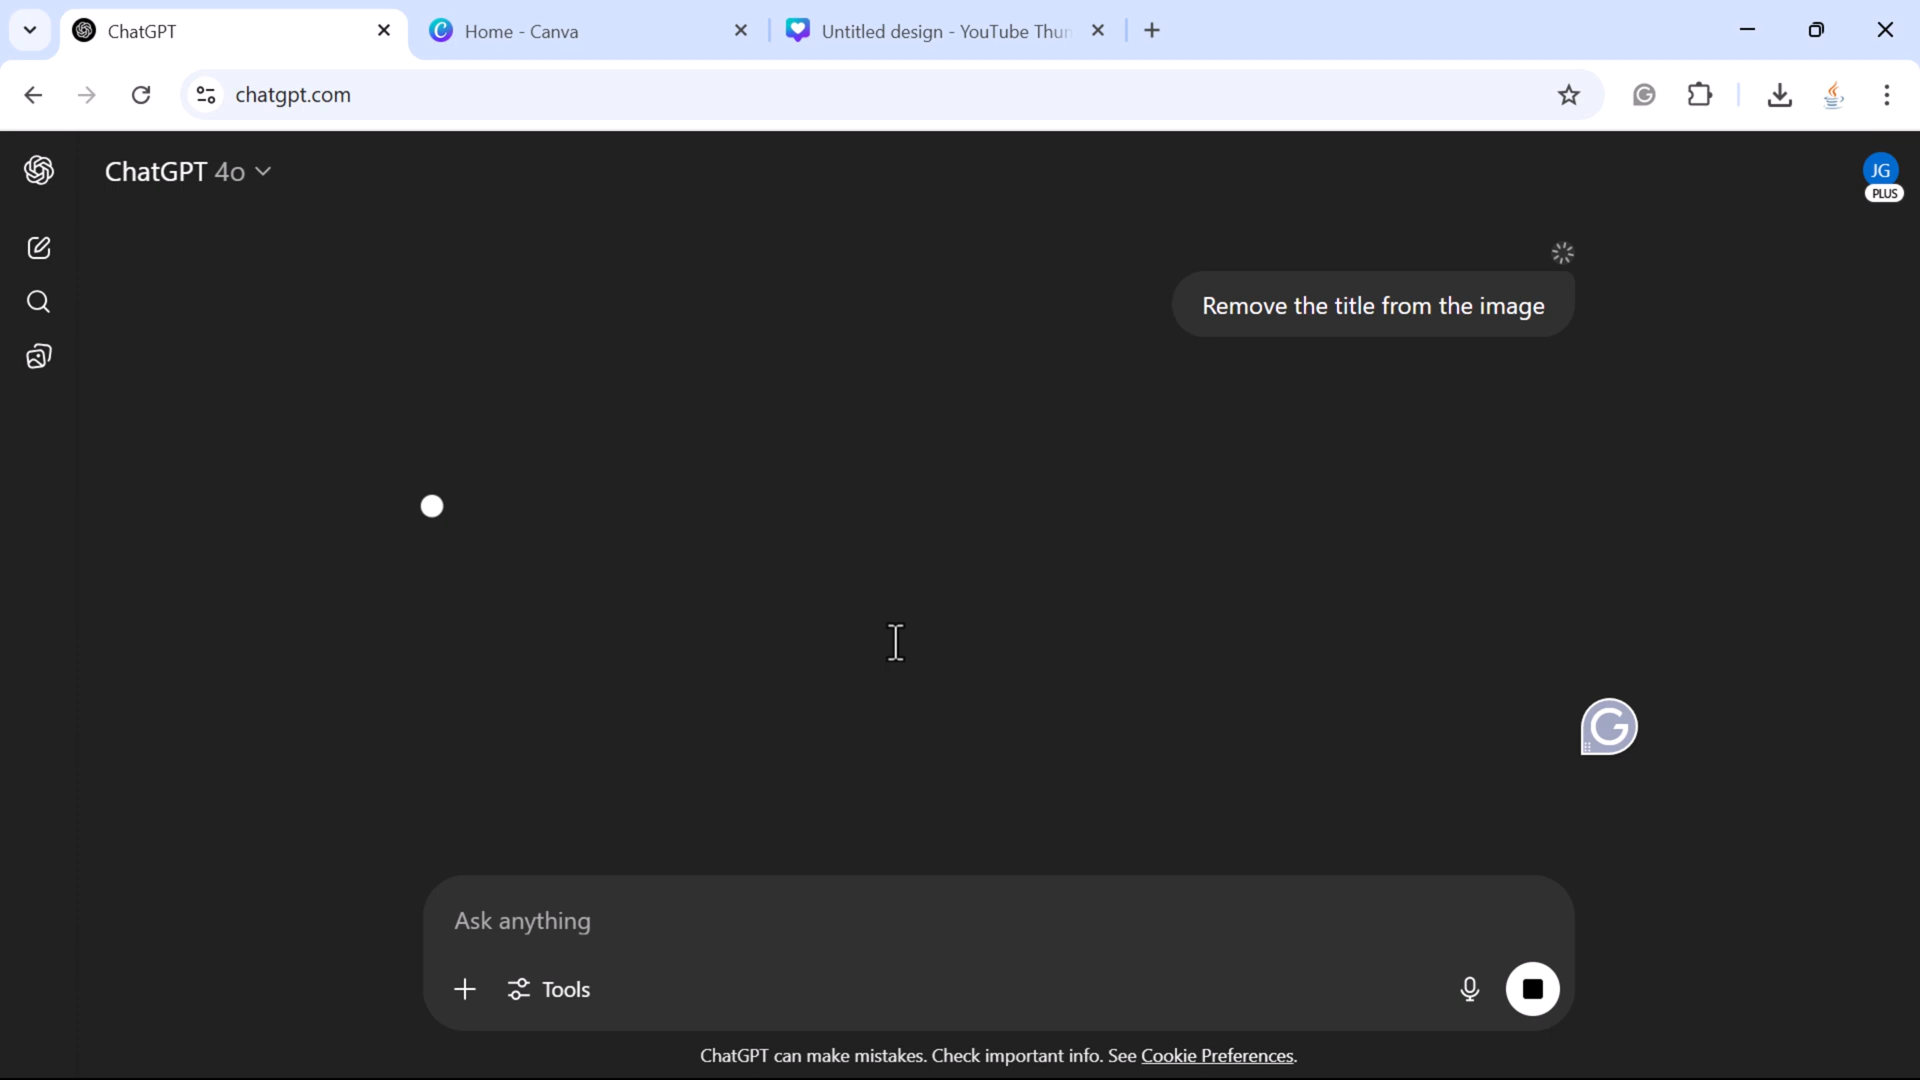 ChatGPT
Home - Canva
Untitled design - YouTube Thu
chatgpt.com
ChatGPT 4o
JG
PLUS
Remove the title from the image
Ask anything
Tools
ChatGPT can make mistakes. Check important info. See Cookie Preferences.